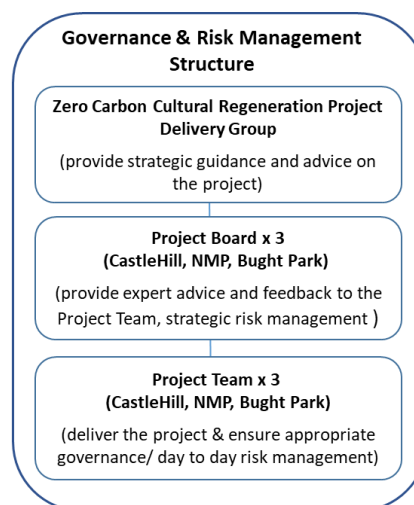 Governance & Risk Management
Structure
Zero Carbon Cultural Regeneration Project
Delivery Group
(provide strategic guidance and advice on
the project)
Project Board x 3
(CastleHill, NMP, Bught Park)
(provide expert advice and feedback to the
Project Team, strategic risk management )
Project Team x 3
(CastleHill, NMP, Bught Park)
(deliver the project & ensure appropriate
governance/ day to day risk management)